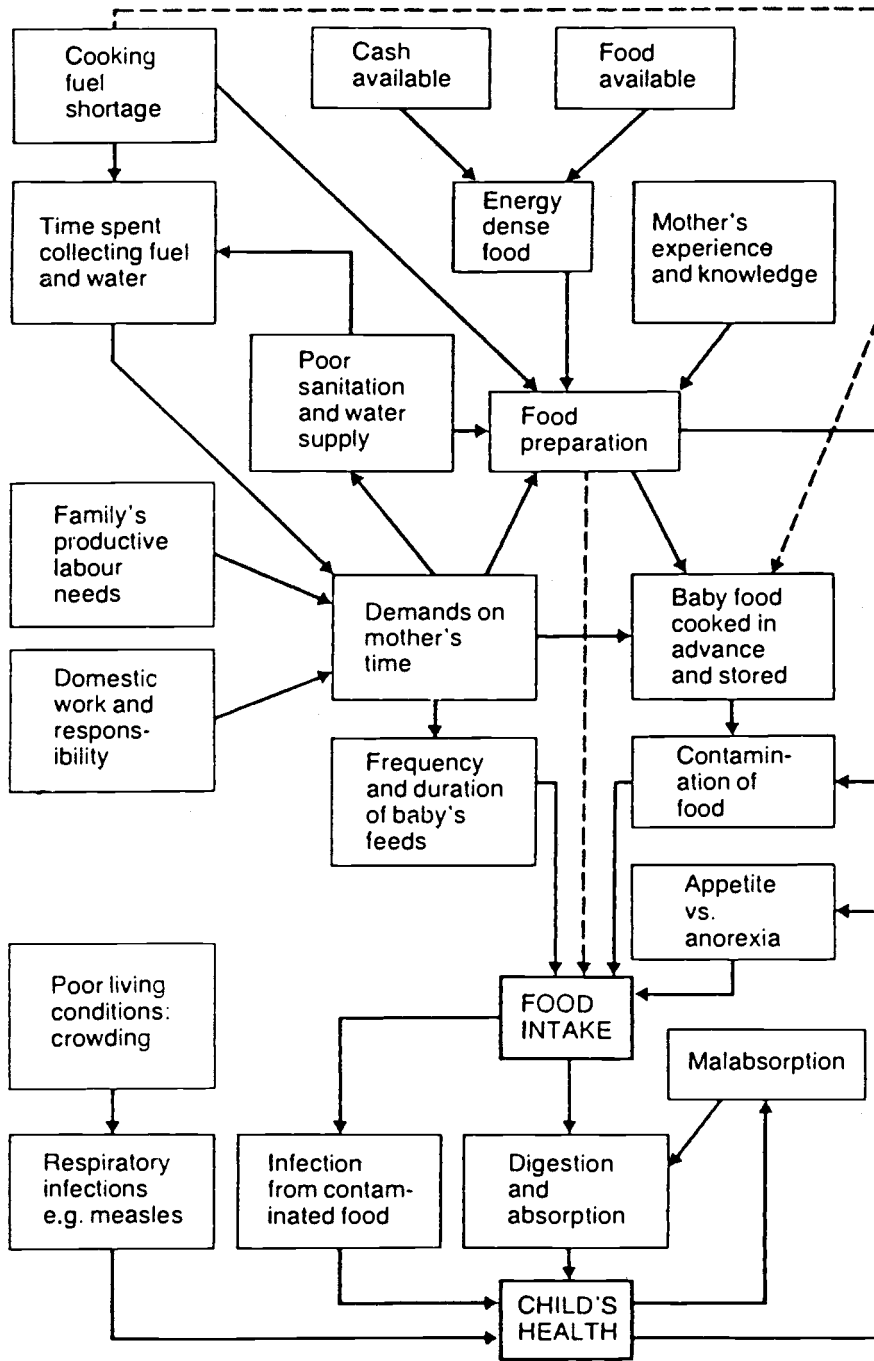 Cooking
fuel
shortage
Cash
available
Food
available
Time spent
collecting fuel
and water
Energy
dense
food
Mother's
experience
and knowledge
Poor
sanitation
and water
supply
Food
preparation
Family's
productive
labour
needs
Demands on
mother's
time
Baby food
cooked in
advance
and stored
Domestic
work and
respons-
ibility
Frequency
and duration
of baby's
feeds
Contamin-
ation of
food
Appetite
vs.
anorexia
Poor living
conditions:
crowding
FOOD
INTAKE
Malabsorption
Respiratory
infections
e.g. measles
Infection
from contam-
inated food
Digestion
and
absorption
CHILD'S
HEALTH